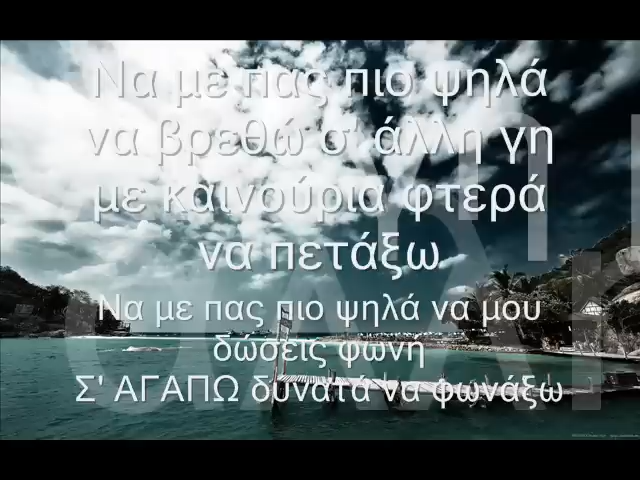 Να με πας πιο ψηλά
να βρεθώ σ' άλλη γη
με καινούρια φτερά
να πετάξω
Να με πας πιο ψηλά να μου
δώσεις φωνή
Σ' ΑΓΑΠΩ δυνατά να φωνάξω